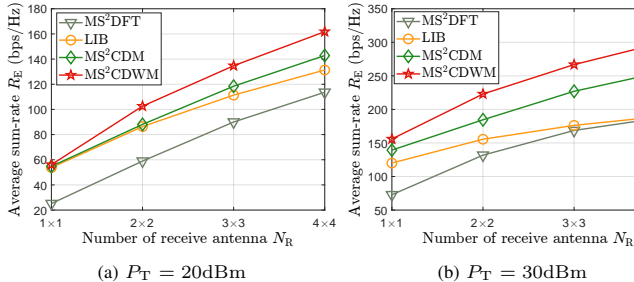 180
160
140
120
100
80
60
40
20
Average sum-rate R_E (bps/Hz)
MS²DFT
LIB
MS²CDM
MS²CDWM
1×1
2×2
3×3
4×4
Number of receive antenna N_R
(a) P_T = 20dBm
350
300
250
200
150
100
50
Average sum-rate R_E (bps/Hz)
MS²DFT
LIB
MS²CDM
MS²CDWM
1×1
2×2
3×3
Number of receive antenna N_R
(b) P_T = 30dBm